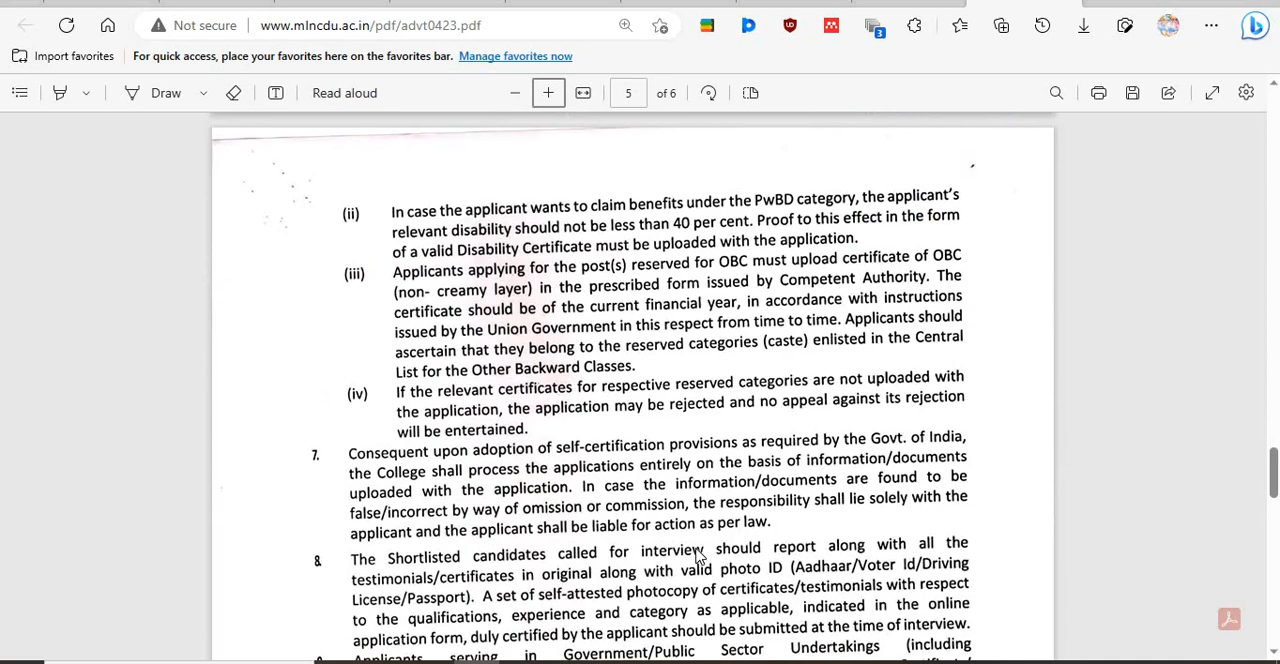 Not secure www.mlncdu.ac.in/pdf/advt0423.pdf
Import favorites For quick access, place your favorites here on the favorites bar. Manage favorites now
Draw Read aloud 5 of 6
(ii) In case the applicant wants to claim benefits under the PwBD category, the applicant's
relevant disability should not be less than 40 per cent. Proof to this effect in the form
of a valid Disability Certificate must be uploaded with the application.
(iii) Applicants applying for the post(s) reserved for OBC must upload certificate of OBC
(non- creamy layer) in the prescribed form issued by Competent Authority. The
certificate should be of the current financial year, in accordance with instructions
issued by the Union Government in this respect from time to time. Applicants should
ascertain that they belong to the reserved categories (caste) enlisted in the Central
List for the Other Backward Classes.
(iv) If the relevant certificates for respective reserved categories are not uploaded with
the application, the application may be rejected and no appeal against its rejection
will be entertained.
7. Consequent upon adoption of self-certification provisions as required by the Govt. of India,
the College shall process the applications entirely on the basis of information/documents
uploaded with the application. In case the information/documents are found to be
false/incorrect by way of omission or commission, the responsibility shall lie solely with the
applicant and the applicant shall be liable for action as per law.
8. The Shortlisted candidates called for interview should report along with all the
testimonials/certificates in original along with valid photo ID (Aadhaar/Voter Id/Driving
License/Passport). A set of self-attested photocopy of certificates/testimonials with respect
to the qualifications, experience and category as applicable, indicated in the online
application form, duly certified by the applicant should be submitted at the time of interview.
Applicants serving in Government/Public Sector Undertakings (including